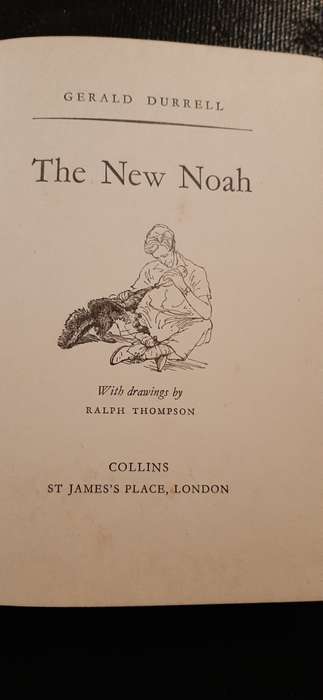 GERALD DURRELL
The New Noah
With drawings by
RALPH THOMPSON
COLLINS
ST JAMES'S PLACE, LONDON